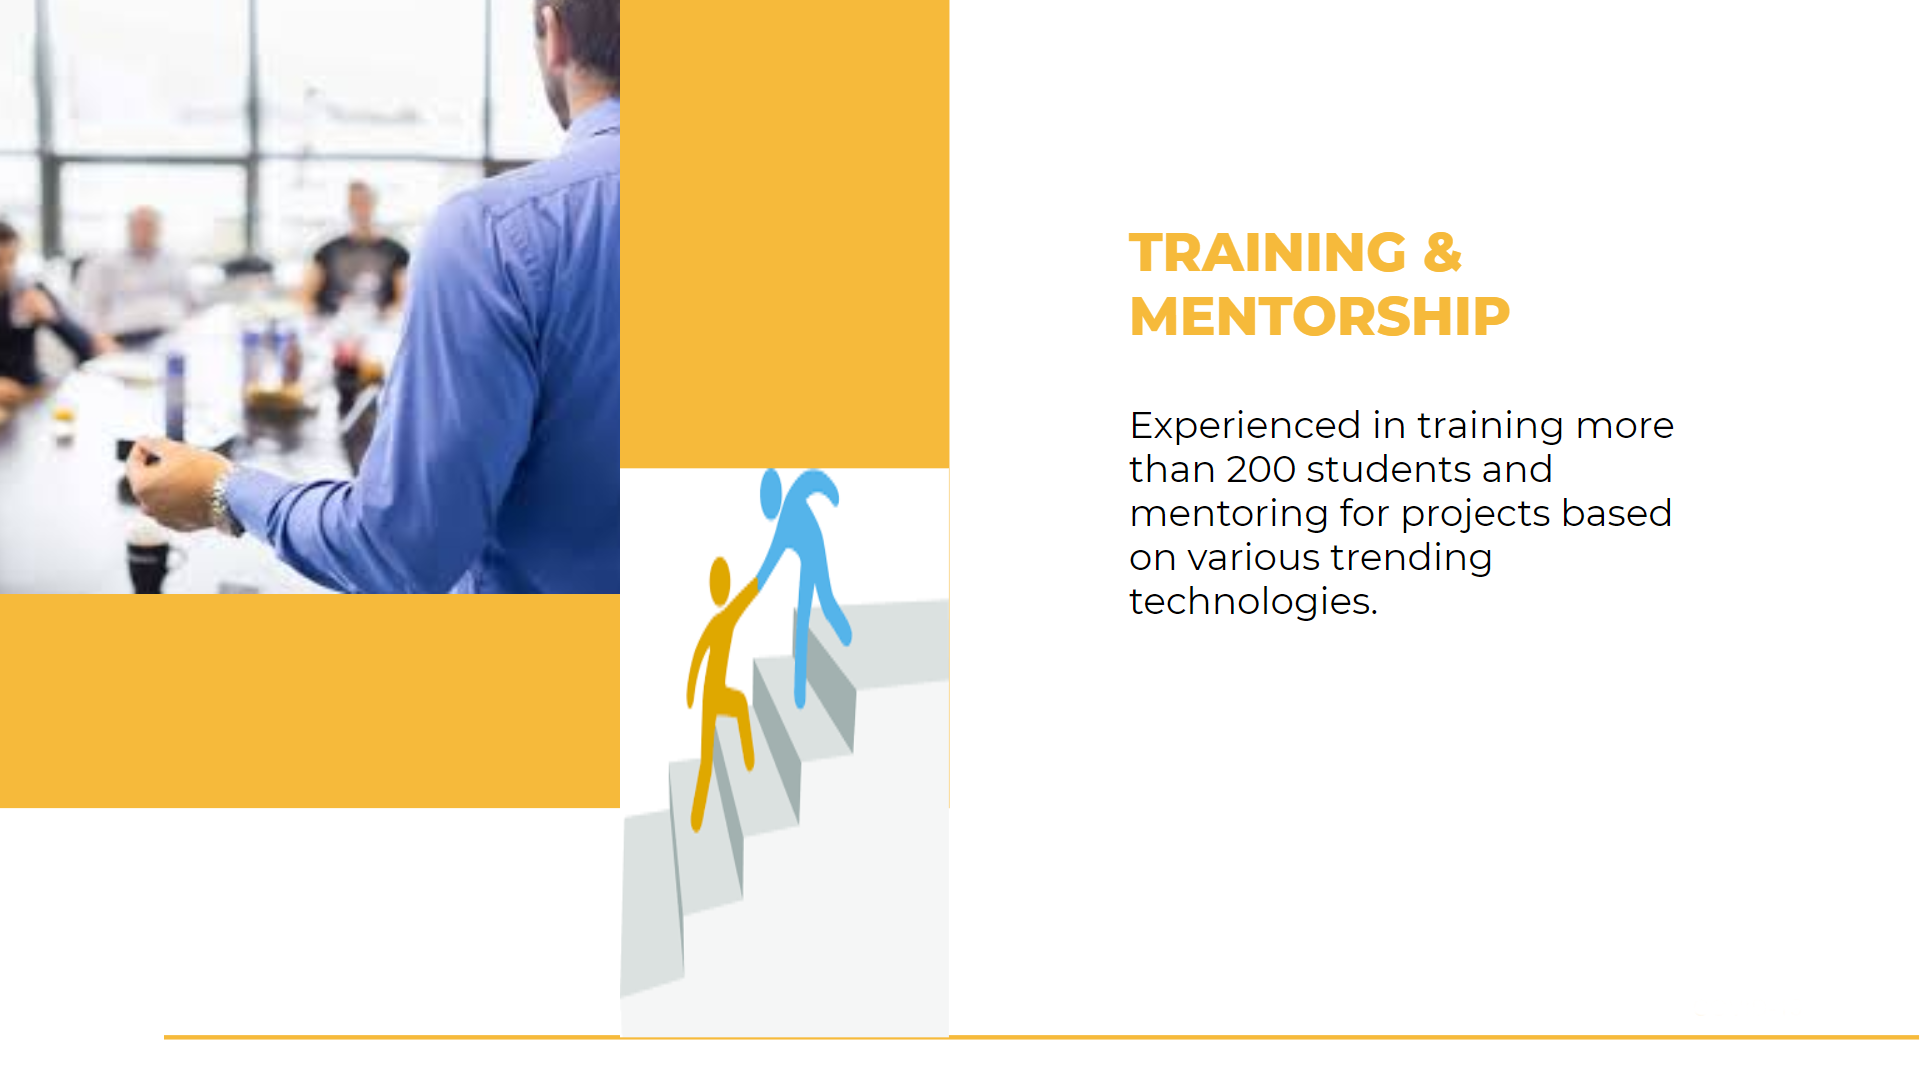 TRAINING &
MENTORSHIP
Experienced in training more
than 200 students and
mentoring for projects based
on various trending
technologies.